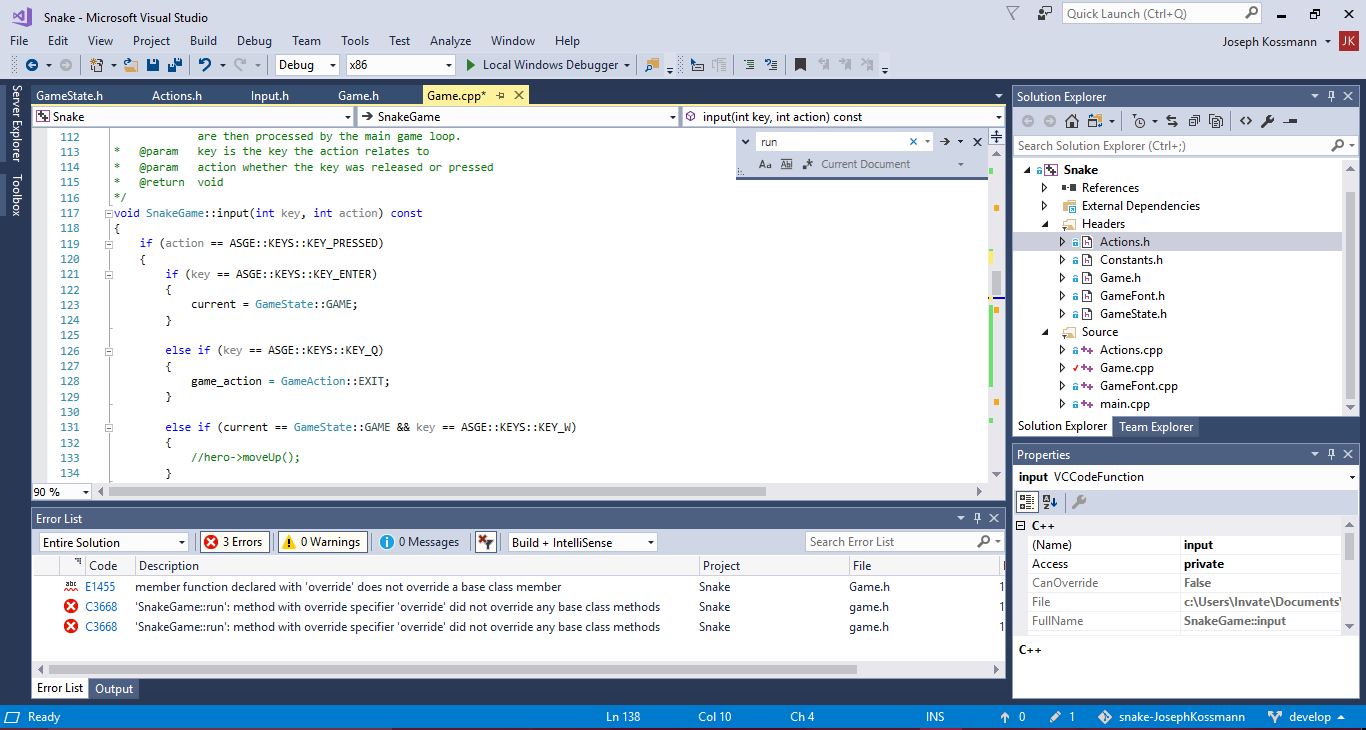 Snake - Microsoft Visual Studio
Quick Launch (Ctrl+Q)
File Edit View Project Build Debug Team Tools Test Analyze Window Help
Joseph Kossmann JK
Debug x86 Local Windows Debugger
Server Explorer
Toolbox
GameState.h Actions.h Input.h Game.h Game.cpp*
Snake SnakeGame input(int key, int action) const
run
Aa Ab Current Document
112 are then processed by the main game loop.
113 * @param key is the key the action relates to
114 * @param action whether the key was released or pressed
115 * @return void
116 */
117 void SnakeGame::input(int key, int action) const
118 {
119 if (action == ASGE::KEYS::KEY_PRESSED)
120 {
121 if (key == ASGE::KEYS::KEY_ENTER)
122 {
123 current = GameState::GAME;
124 }
125
126 else if (key == ASGE::KEYS::KEY_Q)
127 {
128 game_action = GameAction::EXIT;
129 }
130
131 else if (current == GameState::GAME && key == ASGE::KEYS::KEY_W)
132 {
133 //hero->moveUp();
134 }
90 %
Error List
Entire Solution 3 Errors 0 Warnings 0 Messages Build + IntelliSense Search Error List
Code Description Project File
abc E1455 member function declared with 'override' does not override a base class member Snake Game.h 1
C3668 'SnakeGame::run': method with override specifier 'override' did not override any base class methods Snake game.h 1
C3668 'SnakeGame::run': method with override specifier 'override' did not override any base class methods Snake game.h 1
Error List Output
Solution Explorer
Search Solution Explorer (Ctrl+;)
Snake
References
External Dependencies
Headers
Actions.h
Constants.h
Game.h
GameFont.h
GameState.h
Source
Actions.cpp
Game.cpp
GameFont.cpp
main.cpp
Solution Explorer Team Explorer
Properties
input VCCodeFunction
C++
(Name) input
Access private
CanOverride False
File c:\Users\Invate\Documents\
FullName SnakeGame::input
C++
Ready Ln 138 Col 10 Ch 4 INS 0 1 snake-JosephKossmann develop